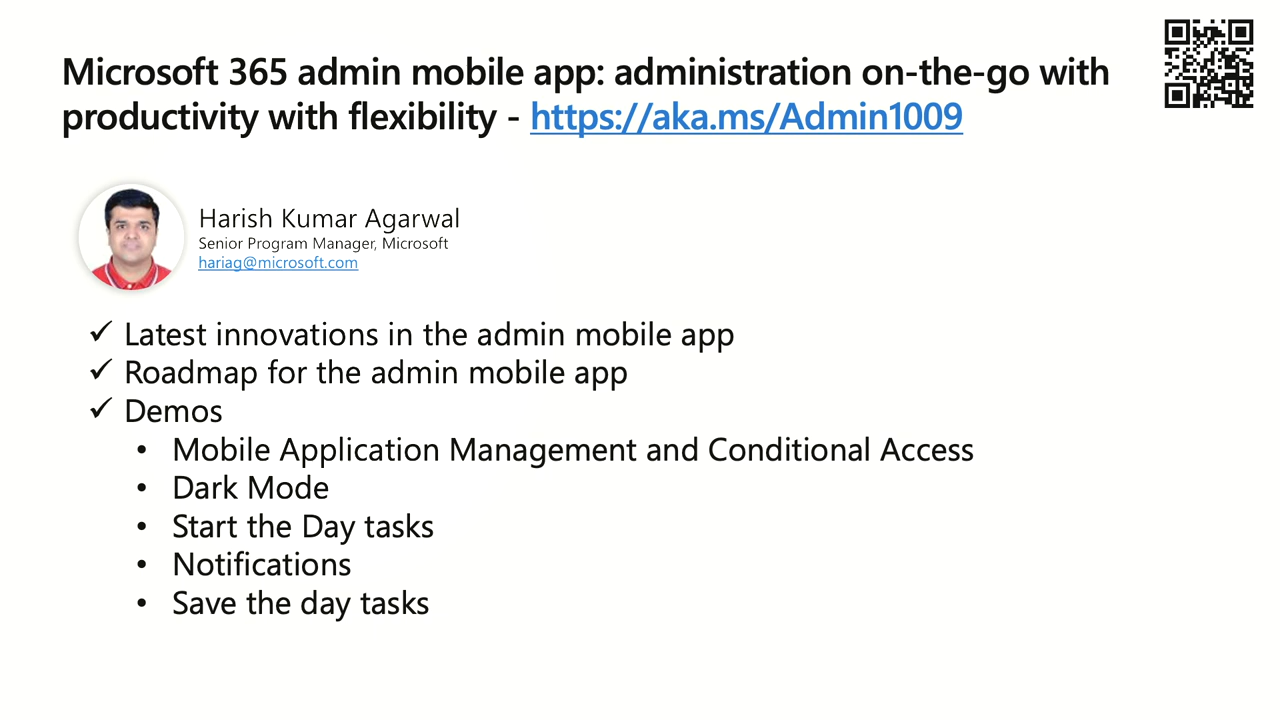 Microsoft 365 admin mobile app: administration on-the-go with
productivity with flexibility - https://aka.ms/Admin1009
Harish Kumar Agarwal
Senior Program Manager, Microsoft
hariag@microsoft.com
✓ Latest innovations in the admin mobile app
✓ Roadmap for the admin mobile app
✓ Demos
• Mobile Application Management and Conditional Access
• Dark Mode
• Start the Day tasks
• Notifications
• Save the day tasks